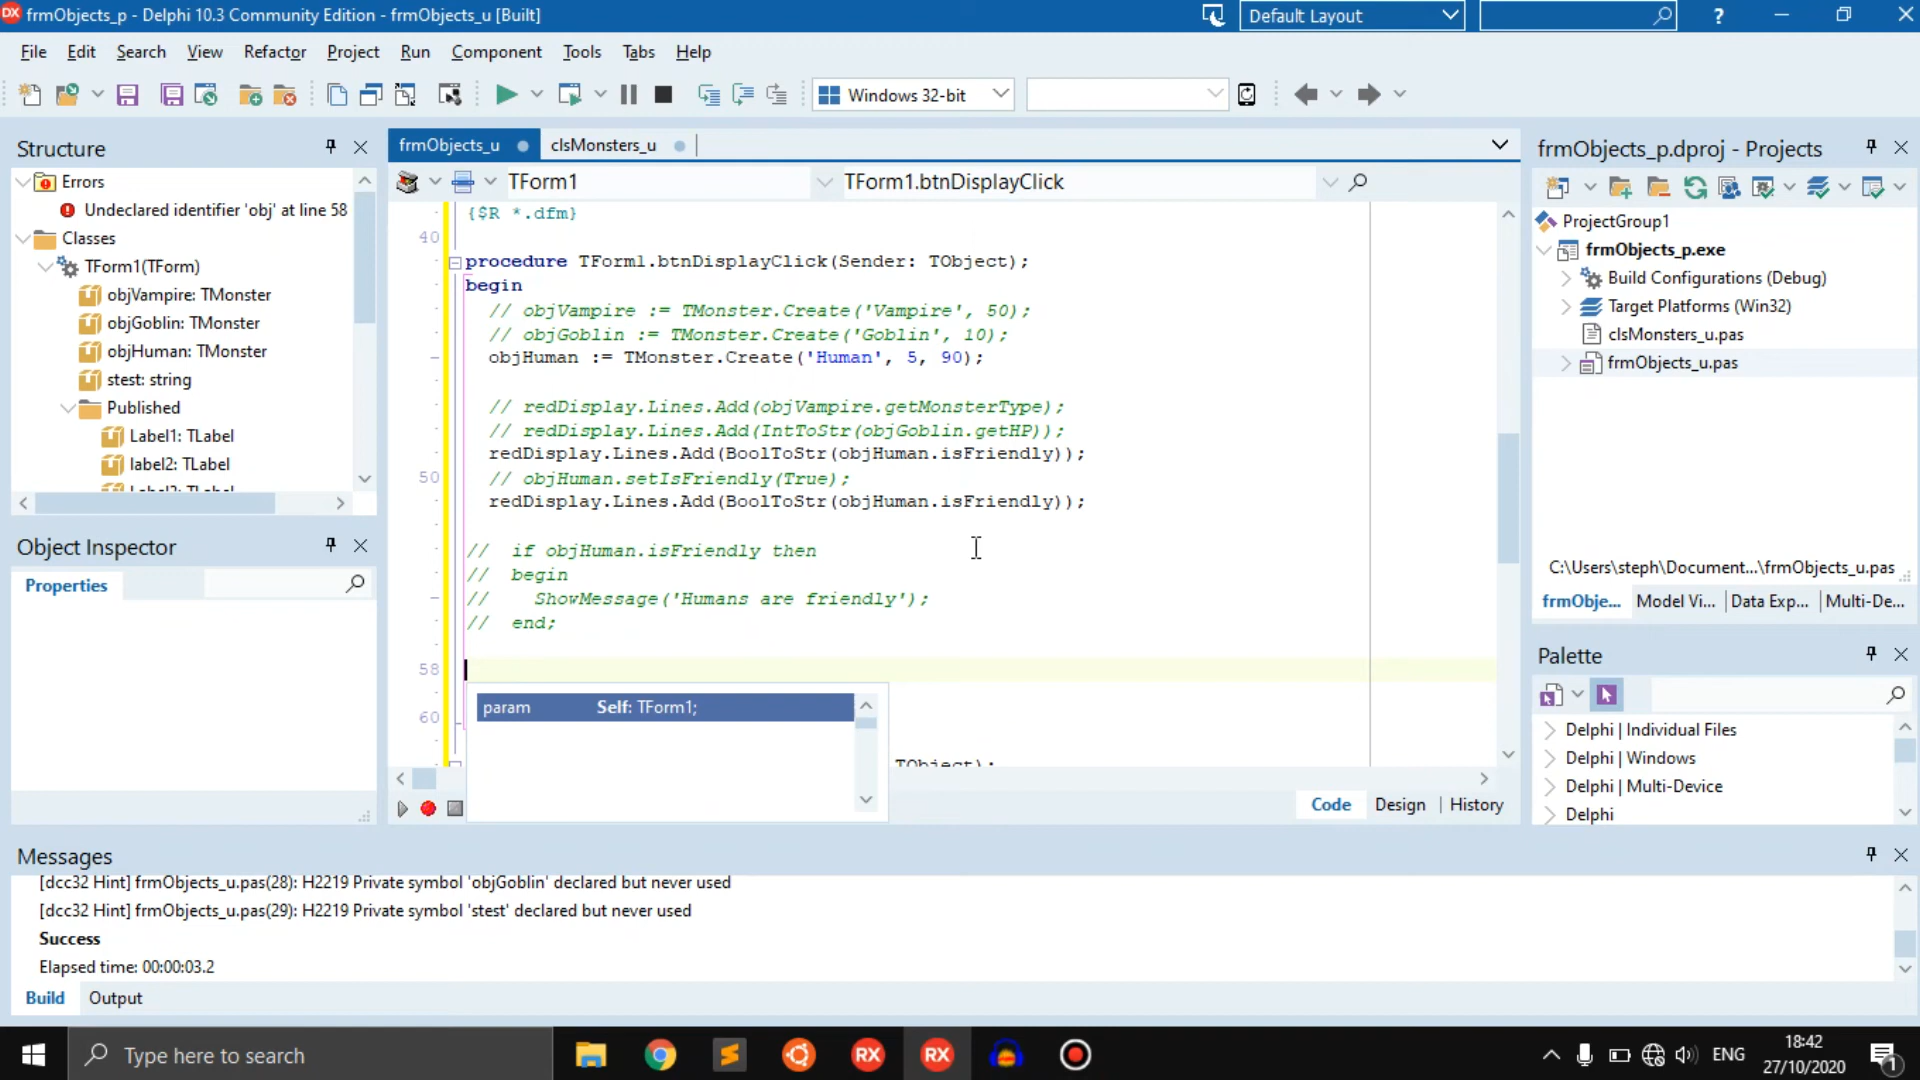 frmObjects_p - Delphi 10.3 Community Edition - frmObjects_u [Built]
Default Layout
File Edit Search View Refactor Project Run Component Tools Tabs Help
Windows 32-bit
Structure
Errors
Undeclared identifier 'obj' at line 58
Classes
TForm1(TForm)
objVampire: TMonster
objGoblin: TMonster
objHuman: TMonster
stest: string
Published
Label1: TLabel
label2: TLabel
Object Inspector
Properties
frmObjects_u clsMonsters_u
TForm1 TForm1.btnDisplayClick
{$R *.dfm}
40
procedure TForm1.btnDisplayClick(Sender: TObject);
begin
// objVampire := TMonster.Create('Vampire', 50);
// objGoblin := TMonster.Create('Goblin', 10);
objHuman := TMonster.Create('Human', 5, 90);
// redDisplay.Lines.Add(objVampire.getMonsterType);
// redDisplay.Lines.Add(IntToStr(objGoblin.getHP));
redDisplay.Lines.Add(BoolToStr(objHuman.isFriendly));
50 // objHuman.setIsFriendly(True);
redDisplay.Lines.Add(BoolToStr(objHuman.isFriendly));
// if objHuman.isFriendly then
// begin
// ShowMessage('Humans are friendly');
// end;
58
param Self: TForm1;
60
TObject);
Code Design History
frmObjects_p.dproj - Projects
ProjectGroup1
frmObjects_p.exe
Build Configurations (Debug)
Target Platforms (Win32)
clsMonsters_u.pas
frmObjects_u.pas
C:\Users\steph\Document...\frmObjects_u.pas
frmObje... Model Vi... Data Exp... Multi-De...
Palette
Delphi | Individual Files
Delphi | Windows
Delphi | Multi-Device
Delphi
Messages
[dcc32 Hint] frmObjects_u.pas(28): H2219 Private symbol 'objGoblin' declared but never used
[dcc32 Hint] frmObjects_u.pas(29): H2219 Private symbol 'stest' declared but never used
Success
Elapsed time: 00:00:03.2
Build Output
Type here to search
RX
RX
ENG
18:42
27/10/2020
1